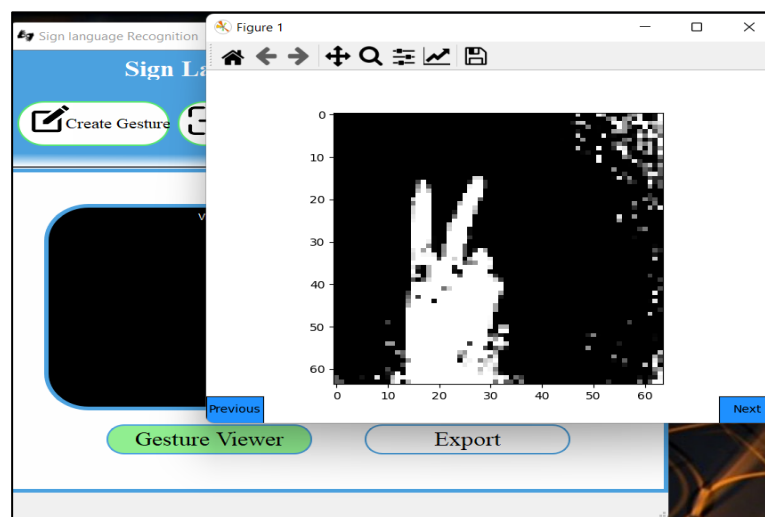 Sign language Recognition
Figure 1
Sign La
Create Gesture
V
0
10
20
30
40
50
60
0 10 20 30 40 50 60
Previous
Next
Gesture Viewer
Export